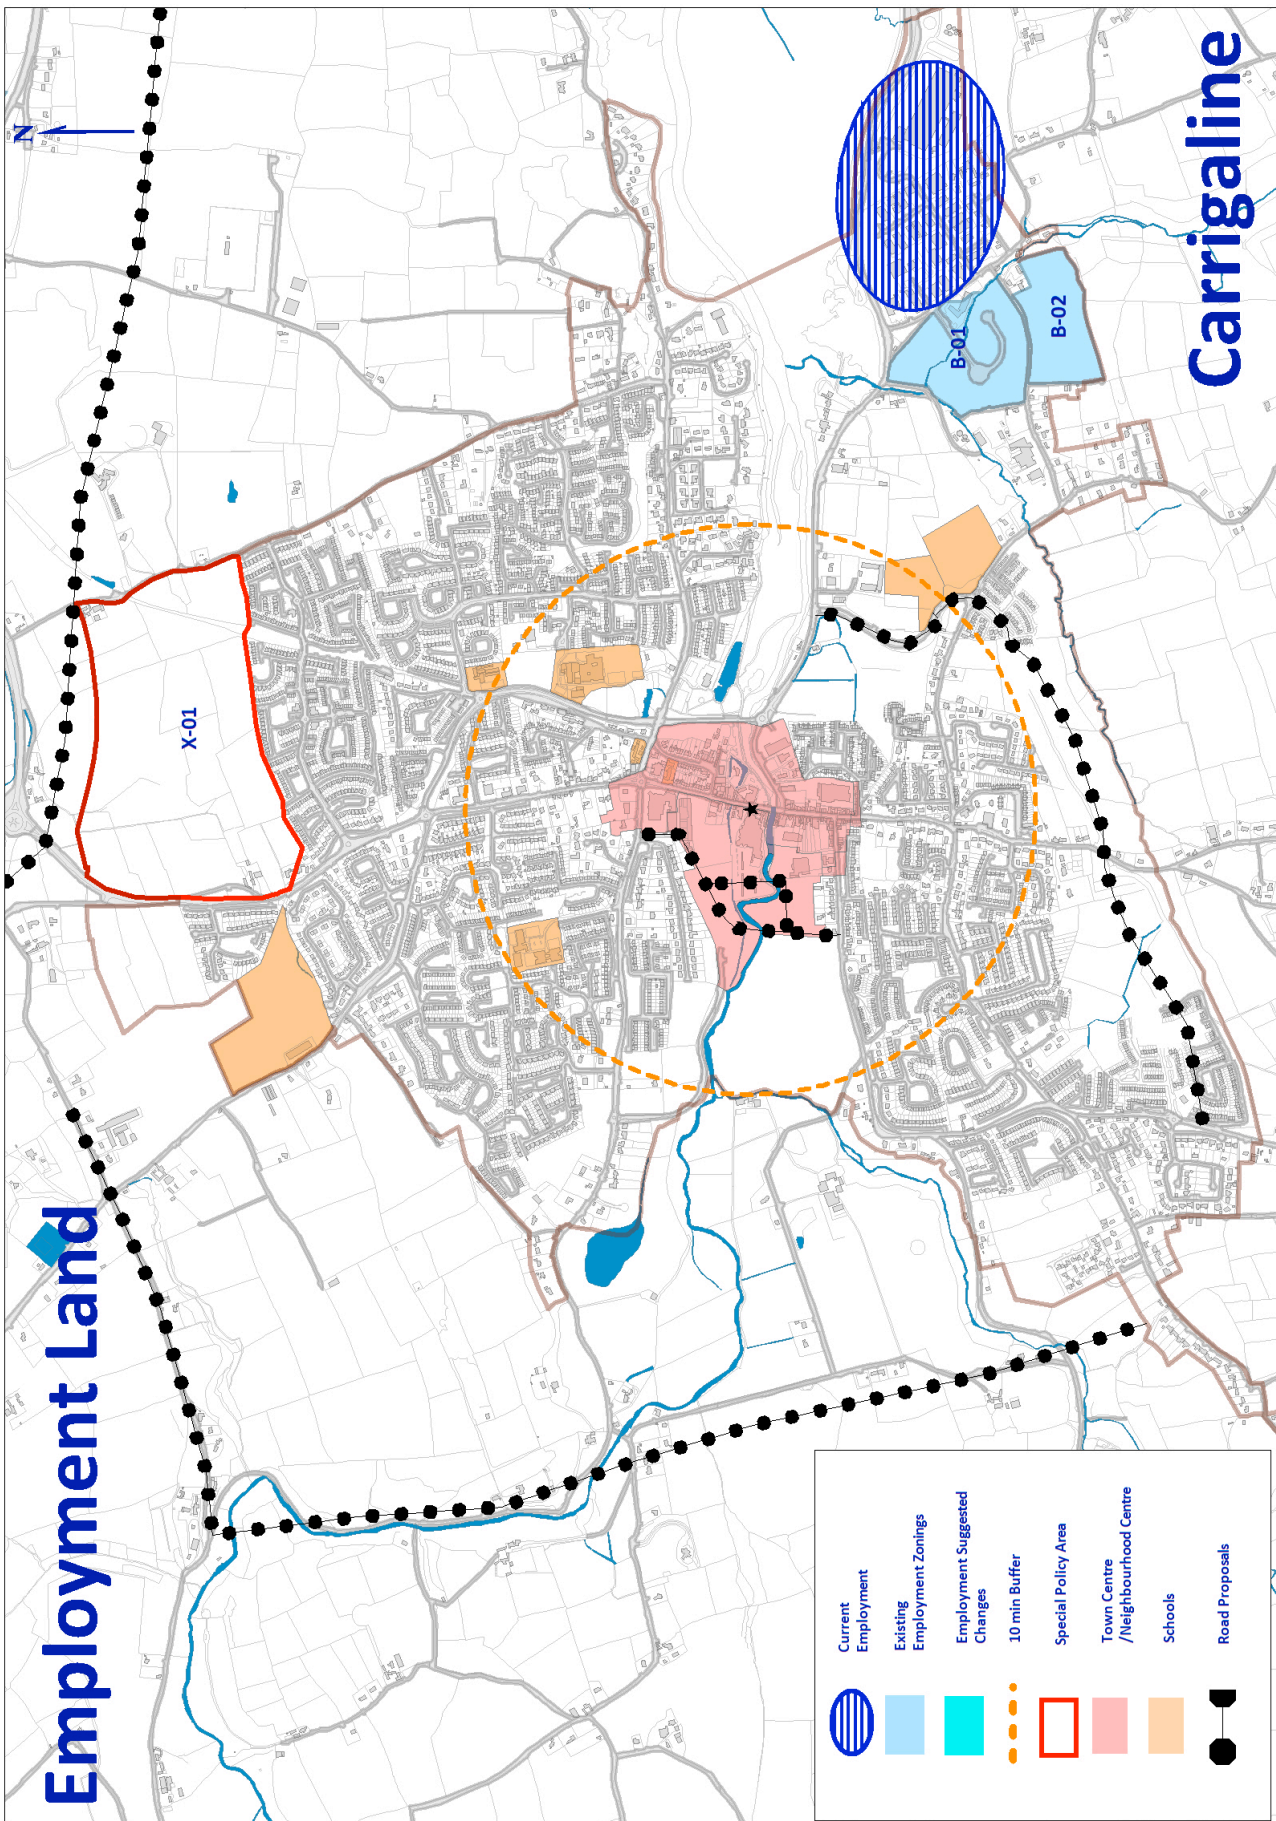 Employment Land
N
X-01
B-01
B-02
Carrigaline
Current
Employment
Existing
Employment Zonings
Employment Suggested
Changes
10 min Buffer
Special Policy Area
Town Centre
/Neighbourhood Centre
Schools
Road Proposals